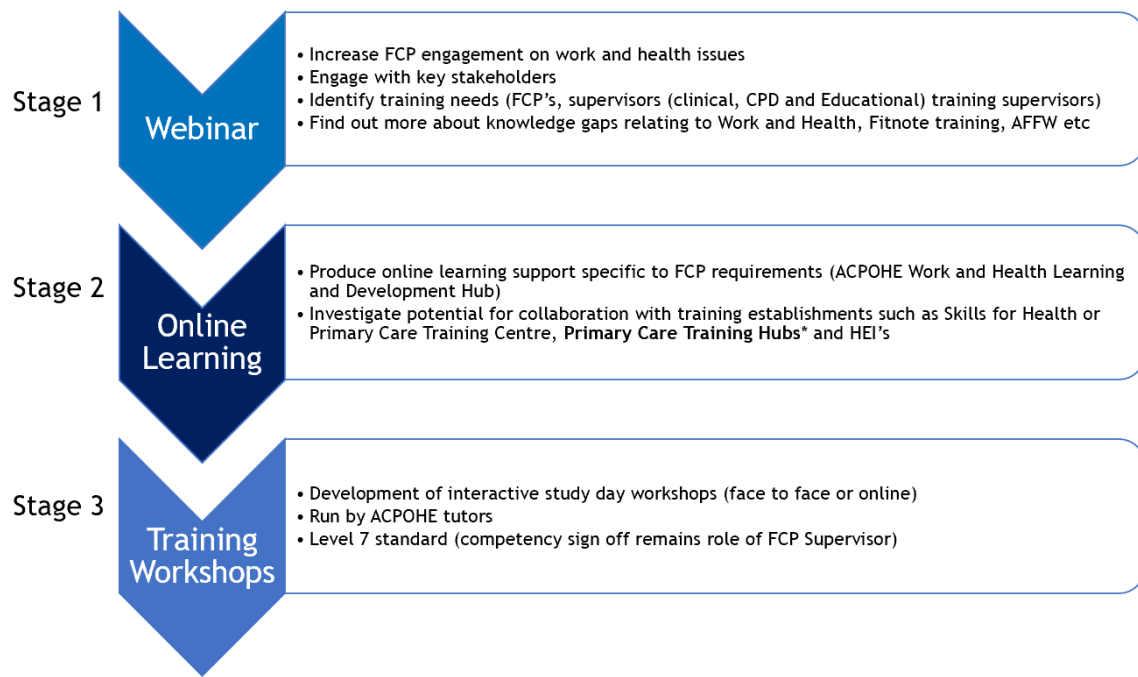 Stage 1
Webinar
• Increase FCP engagement on work and health issues
• Engage with key stakeholders
• Identify training needs (FCP's, supervisors (clinical, CPD and Educational) training supervisors)
• Find out more about knowledge gaps relating to Work and Health, Fitnote training, AFFW etc
Stage 2
Online
Learning
• Produce online learning support specific to FCP requirements (ACPOHE Work and Health Learning
and Development Hub)
• Investigate potential for collaboration with training establishments such as Skills for Health or
Primary Care Training Centre, Primary Care Training Hubs* and HEI's
Stage 3
Training
Workshops
• Development of interactive study day workshops (face to face or online)
• Run by ACPOHE tutors
• Level 7 standard (competency sign off remains role of FCP Supervisor)